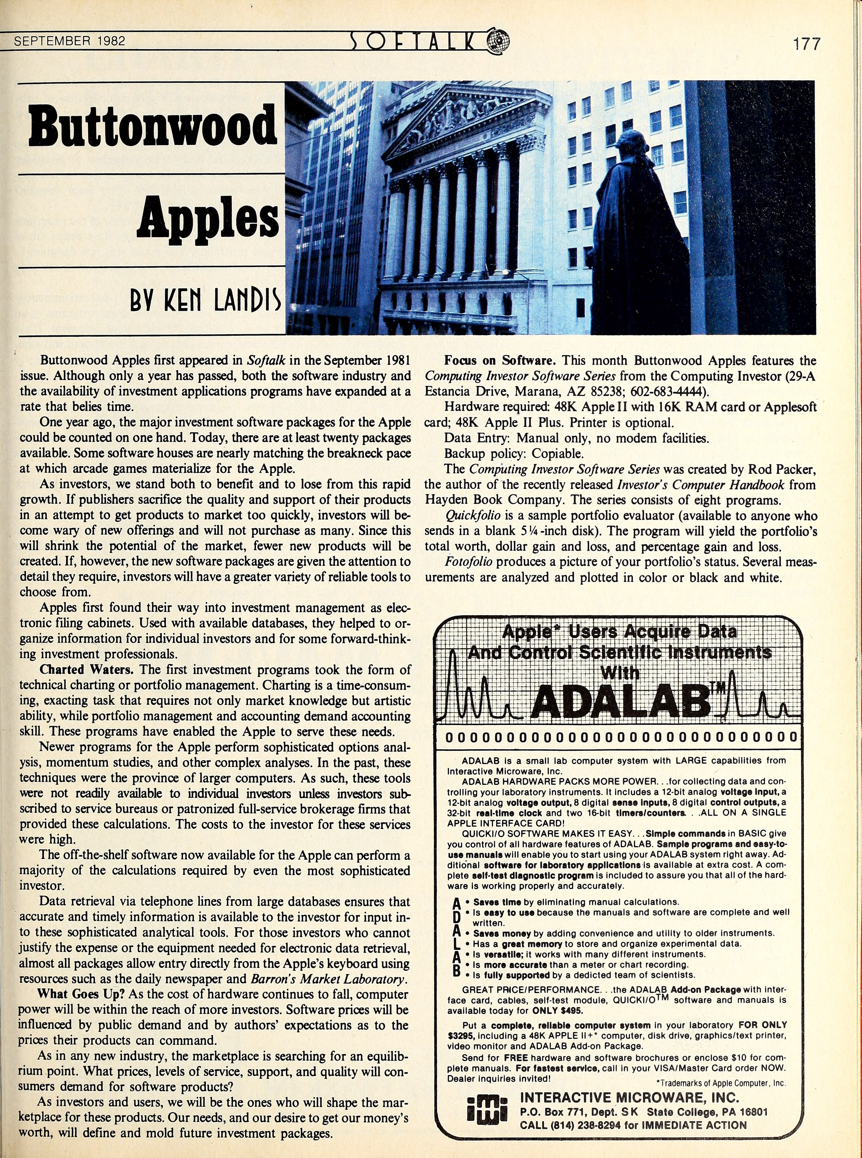 SEPTEMBER 1982
SOFTALK
177
Buttonwood
Apples
BY KEN LANDIS
Buttonwood Apples first appeared in Softalk in the September 1981
issue. Although only a year has passed, both the software industry and
the availability of investment applications programs have expanded at a
rate that belies time.
One year ago, the major investment software packages for the Apple
could be counted on one hand. Today, there are at least twenty packages
available. Some software houses are nearly matching the breakneck pace
at which arcade games materialize for the Apple.
As investors, we stand both to benefit and to lose from this rapid
growth. If publishers sacrifice the quality and support of their products
in an attempt to get products to market too quickly, investors will be-
come wary of new offerings and will not purchase as many. Since this
will shrink the potential of the market, fewer new products will be
created. If, however, the new software packages are given the attention to
detail they require, investors will have a greater variety of reliable tools to
choose from.
Apples first found their way into investment management as elec-
tronic filing cabinets. Used with available databases, they helped to or-
ganize information for individual investors and for some forward-think-
ing investment professionals.
Charted Waters. The first investment programs took the form of
technical charting or portfolio management. Charting is a time-consum-
ing, exacting task that requires not only market knowledge but artistic
ability, while portfolio management and accounting demand accounting
skill. These programs have enabled the Apple to serve these needs.
Newer programs for the Apple perform sophisticated options anal-
ysis, momentum studies, and other complex analyses. In the past, these
techniques were the province of larger computers. As such, these tools
were not readily available to individual investors unless investors sub-
scribed to service bureaus or patronized full-service brokerage firms that
provided these calculations. The costs to the investor for these services
were high.
The off-the-shelf software now available for the Apple can perform a
majority of the calculations required by even the most sophisticated
investor.
Data retrieval via telephone lines from large databases ensures that
accurate and timely information is available to the investor for input in-
to these sophisticated analytical tools. For those investors who cannot
justify the expense or the equipment needed for electronic data retrieval,
almost all packages allow entry directly from the Apple's keyboard using
resources such as the daily newspaper and Barron's Market Laboratory.
What Goes Up? As the cost of hardware continues to fall, computer
power will be within the reach of more investors. Software prices will be
influenced by public demand and by authors' expectations as to the
prices their products can command.
As in any new industry, the marketplace is searching for an equilib-
rium point. What prices, levels of service, support, and quality will con-
sumers demand for software products?
As investors and users, we will be the ones who will shape the mar-
ketplace for these products. Our needs, and our desire to get our money's
worth, will define and mold future investment packages.
Focus on Software. This month Buttonwood Apples features the
Computing Investor Software Series from the Computing Investor (29-A
Estancia Drive, Marana, AZ 85238; 602-683-4444).
Hardware required: 48K Apple II with 16K RAM card or Applesoft
card; 48K Apple II Plus. Printer is optional.
Data Entry: Manual only, no modem facilities.
Backup policy: Copiable.
The Computing Investor Software Series was created by Rod Packer,
the author of the recently released Investor's Computer Handbook from
Hayden Book Company. The series consists of eight programs.
Quickfolio is a sample portfolio evaluator (available to anyone who
sends in a blank 5¼-inch disk). The program will yield the portfolio's
total worth, dollar gain and loss, and percentage gain and loss.
Fotofolio produces a picture of your portfolio's status. Several meas-
urements are analyzed and plotted in color or black and white.
Apple* Users Acquire Data
And Control Scientific Instruments
With
ADALAB™
ADALAB is a small lab computer system with LARGE capabilities from
Interactive Microware, Inc.
ADALAB HARDWARE PACKS MORE POWER. . .for collecting data and con-
trolling your laboratory instruments. It includes a 12-bit analog voltage input, a
12-bit analog voltage output, 8 digital sense inputs, 8 digital control outputs, a
32-bit real-time clock and two 16-bit timers/counters. . .ALL ON A SINGLE
APPLE INTERFACE CARD!
QUICKI/O SOFTWARE MAKES IT EASY. . .Simple commands in BASIC give
you control of all hardware features of ADALAB. Sample programs and easy-to-
use manuals will enable you to start using your ADALAB system right away. Ad-
ditional software for laboratory applications is available at extra cost. A com-
plete self-test diagnostic program is included to assure you that all of the hard-
ware is working properly and accurately.
A • Saves time by eliminating manual calculations.
D • Is easy to use because the manuals and software are complete and well
written.
A • Saves money by adding convenience and utility to older instruments.
L • Has a great memory to store and organize experimental data.
A • Is versatile; it works with many different instruments.
B • Is more accurate than a meter or chart recording.
• Is fully supported by a dedicted team of scientists.
GREAT PRICE/PERFORMANCE. . .the ADALAB Add-on Package with inter-
face card, cables, self-test module, QUICKI/O™ software and manuals is
available today for ONLY $495.
Put a complete, reliable computer system in your laboratory FOR ONLY
$3295, including a 48K APPLE II+* computer, disk drive, graphics/text printer,
video monitor and ADALAB Add-on Package.
Send for FREE hardware and software brochures or enclose $10 for com-
plete manuals. For fastest service, call in your VISA/Master Card order NOW.
Dealer inquiries invited!
*Trademarks of Apple Computer, Inc.
INTERACTIVE MICROWARE, INC.
P.O. Box 771, Dept. S K State College, PA 16801
CALL (814) 238-8294 for IMMEDIATE ACTION